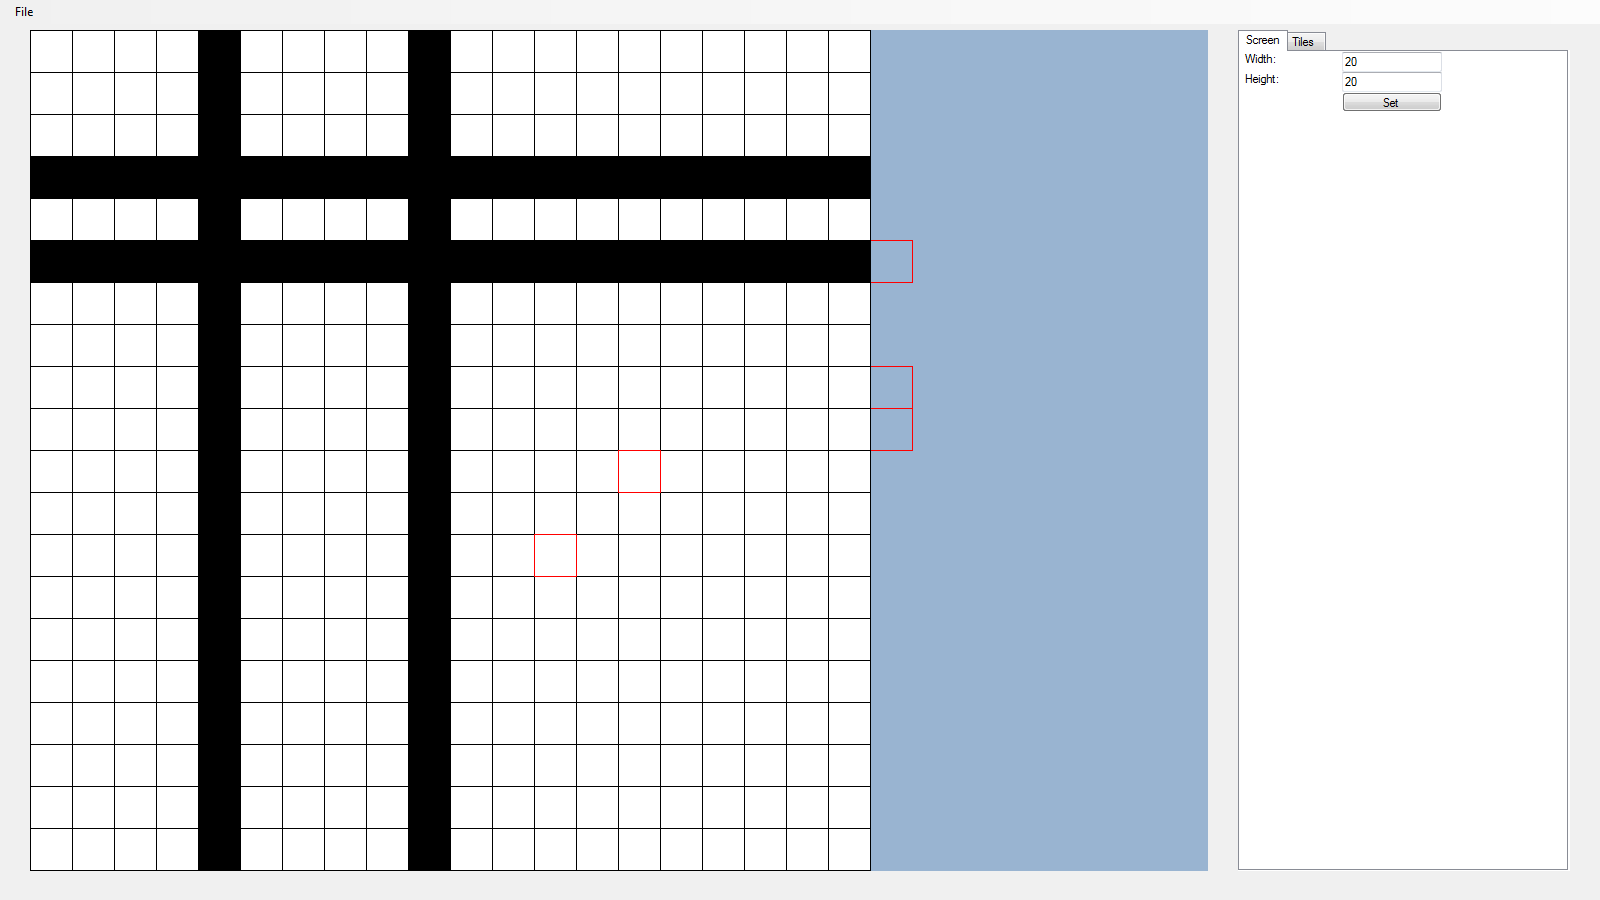 File
Screen Tiles
Width: 20
Height: 20
Set